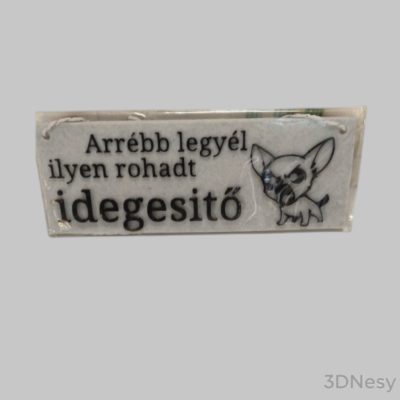 Arrébb legyél
ilyen rohadt
idegesitő
3DNesy